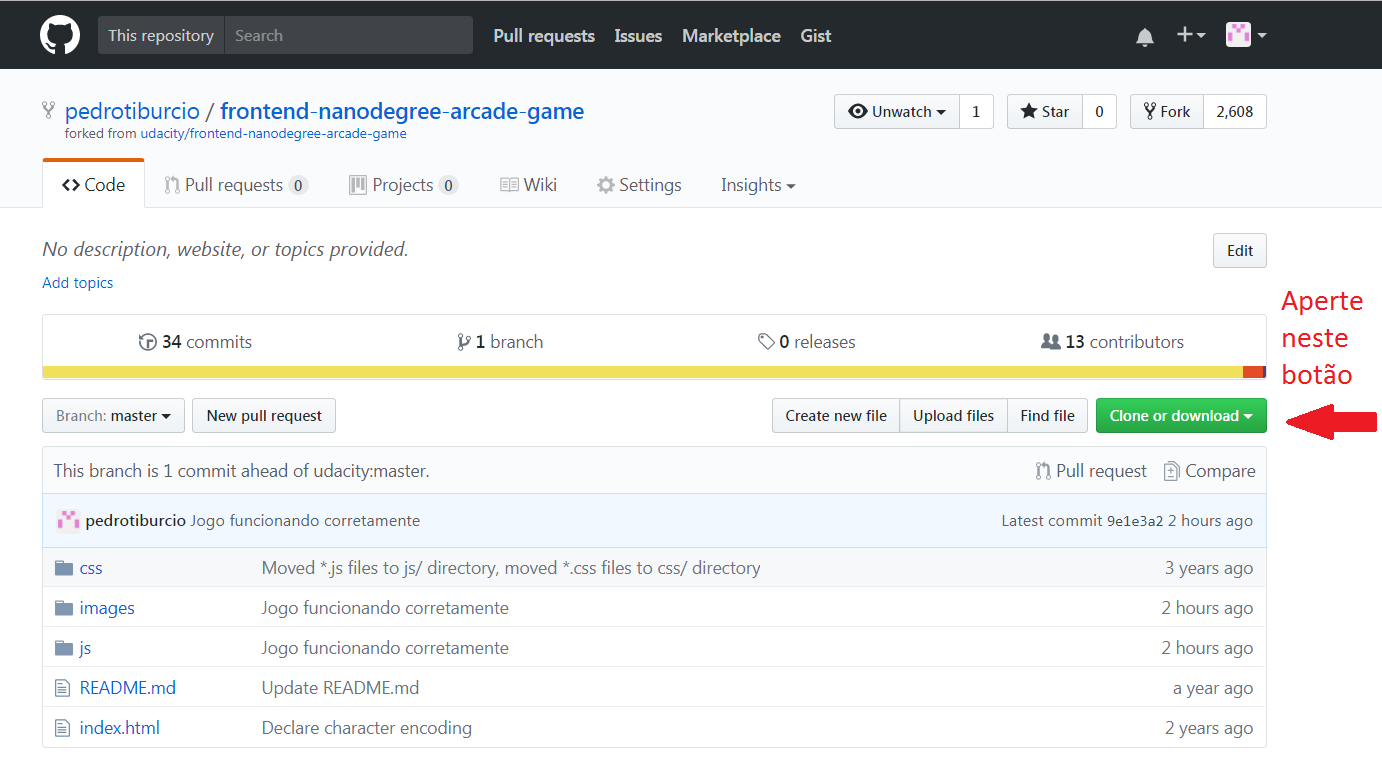 This repository Search Pull requests Issues Marketplace Gist
pedrotiburcio / frontend-nanodegree-arcade-game Unwatch 1 Star 0 Fork 2,608
forked from udacity/frontend-nanodegree-arcade-game
Code Pull requests 0 Projects 0 Wiki Settings Insights
No description, website, or topics provided. Edit
Add topics
Aperte
neste
botão
34 commits 1 branch 0 releases 13 contributors
Branch: master New pull request Create new file Upload files Find file Clone or download
This branch is 1 commit ahead of udacity:master. Pull request Compare
pedrotiburcio Jogo funcionando corretamente Latest commit 9e1e3a2 2 hours ago
css Moved *.js files to js/ directory, moved *.css files to css/ directory 3 years ago
images Jogo funcionando corretamente 2 hours ago
js Jogo funcionando corretamente 2 hours ago
README.md Update README.md a year ago
index.html Declare character encoding 2 years ago